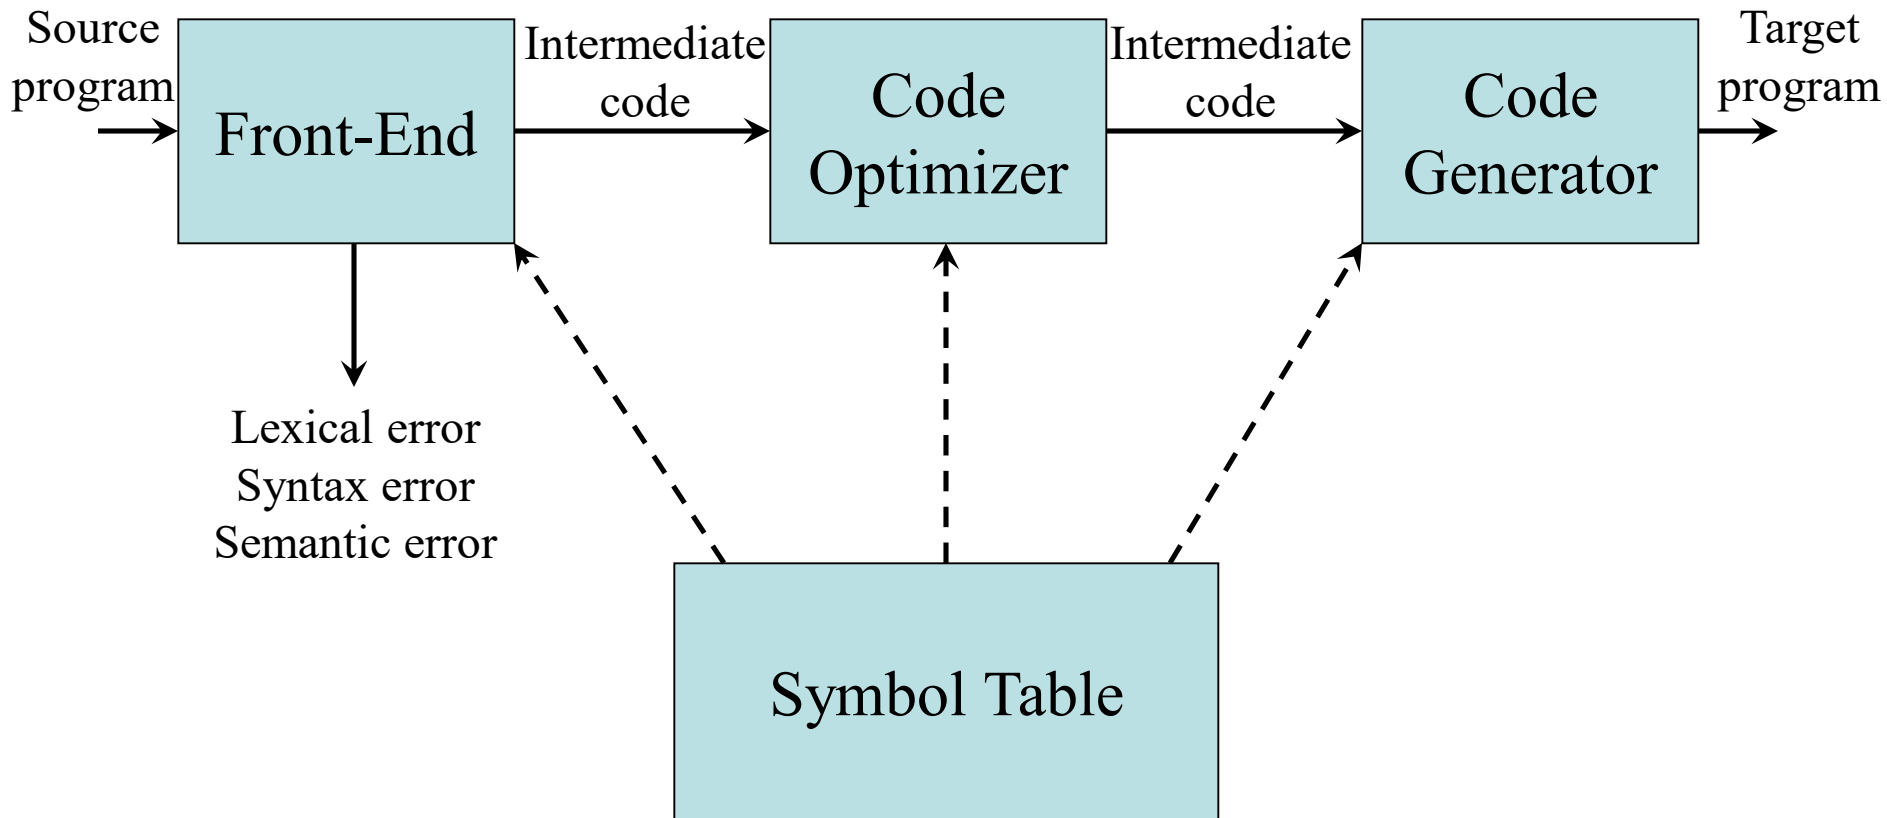 Source
program
Front-End
Intermediate
code
Code
Optimizer
Intermediate
code
Code
Generator
Target
program
Lexical error
Syntax error
Semantic error
Symbol Table